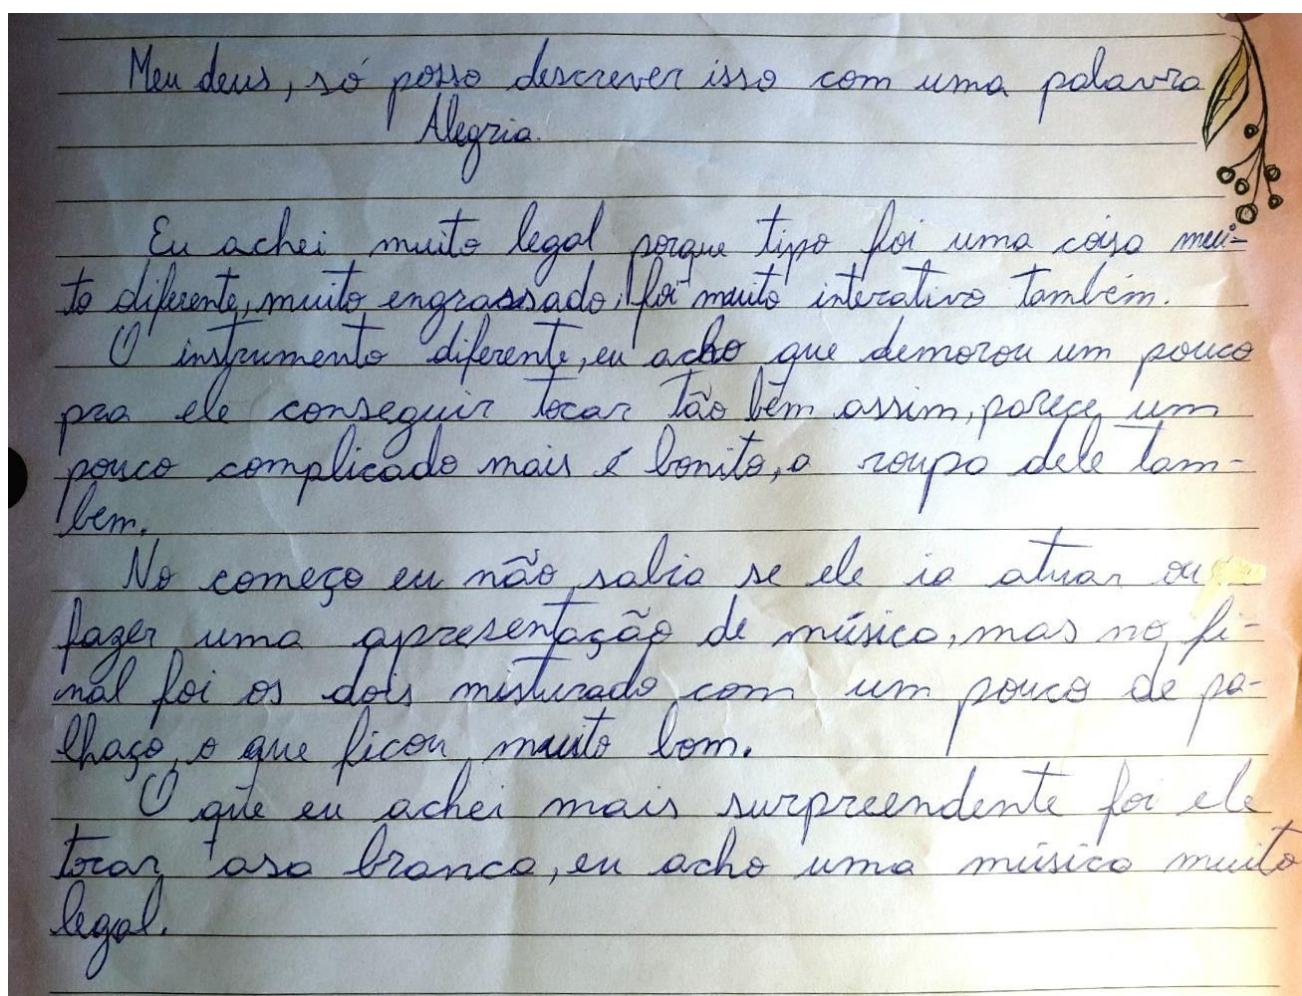 Meu deus, só posso descrever isso com uma palavra
Alegria.
Eu achei muito legal porque tipo foi uma coisa mui-
to diferente, muito engrassado, foi muito interativo também.
O instrumento diferente, eu acho que demorou um pouco
pra ele conseguir tocar tão bêm assim, pareçe um
pouco complicado mais é bonito, a roupa dele tam-
bem.
No começo eu não sabia se ele ia atuar ou
fazer uma apresentação de música, mas no fi-
nal foi os dois misturado com um pouco de pa-
lhaço, o que ficou muito bom.
O que eu achei mais surpreendente foi ele
tocar asa branca, eu acho uma música muito
legal.